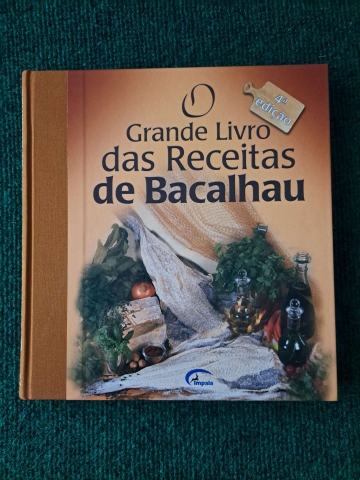 O
Grande Livro
das Receitas
de Bacalhau
4ª
edição
impala